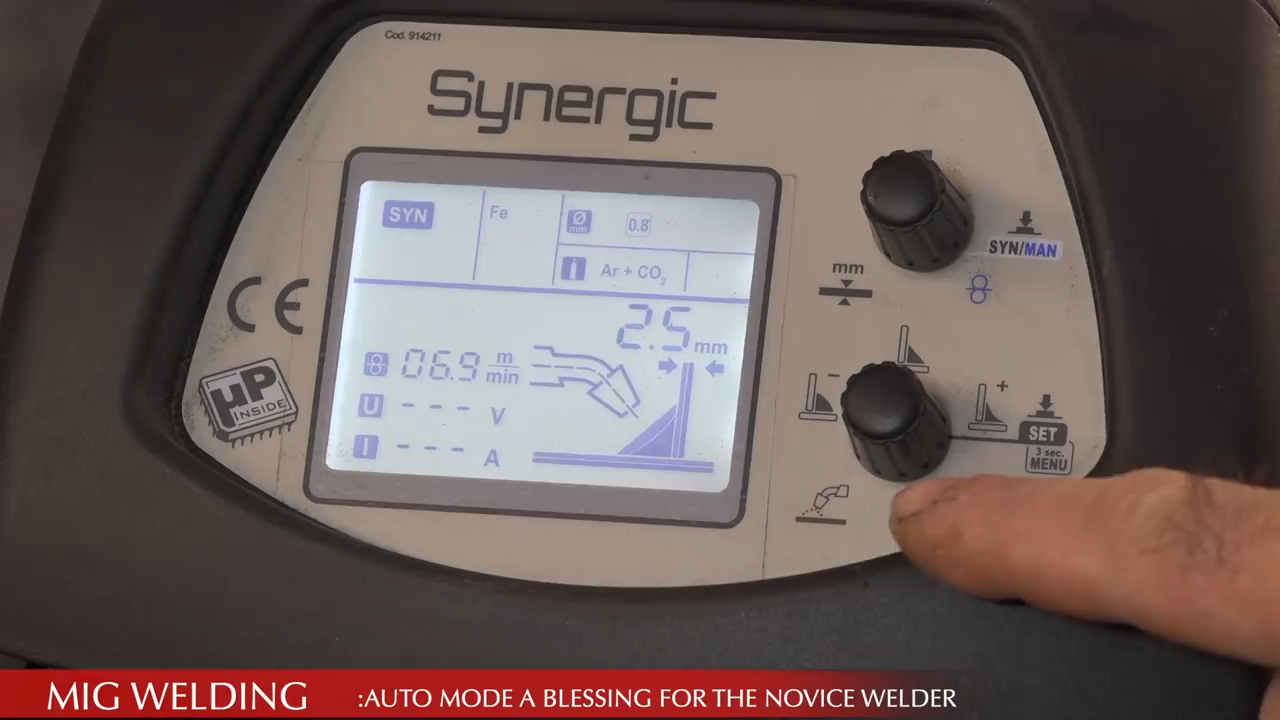 Cod. 914211
Synergic
SYN
Fe
Ø
mm
0.8
Ar + CO₂
2.5 mm
06.9 m
min
U --- V
I --- A
CE
µP
INSIDE
SYN/MAN
mm
- +
SET
3 sec.
MENU
MIG WELDING :AUTO MODE A BLESSING FOR THE NOVICE WELDER